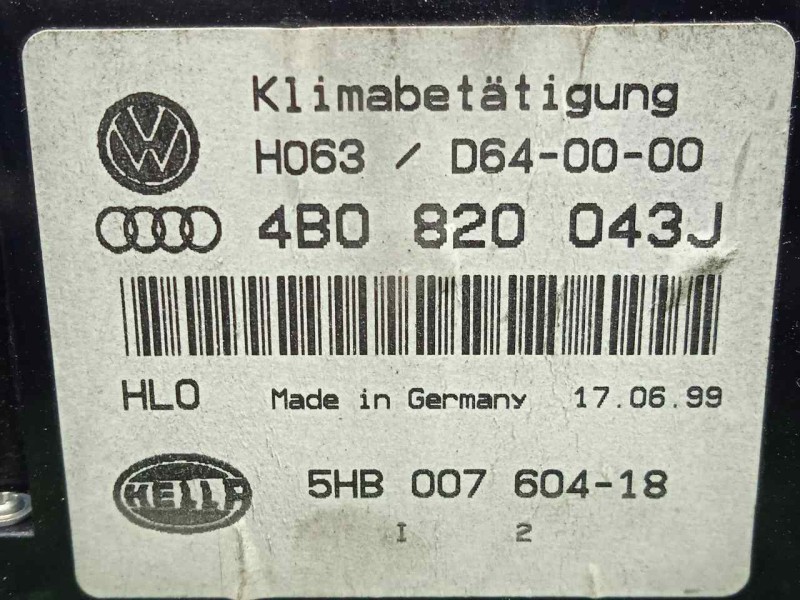 Klimabetätigung
H063 / D64-00-00
4B0 820 043J
HLO Made in Germany 17.06.99
HELLA 5HB 007 604-18
I 2